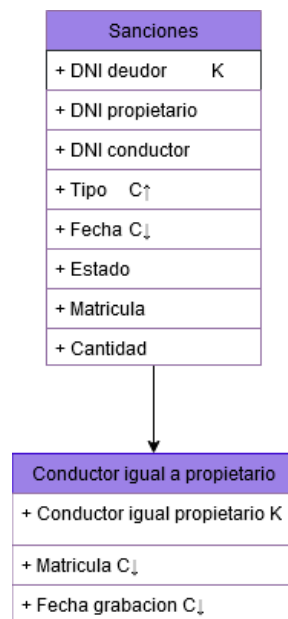 Sanciones
+ DNI deudor K
+ DNI propietario
+ DNI conductor
+ Tipo C↑
+ Fecha C↓
+ Estado
+ Matricula
+ Cantidad
Conductor igual a propietario
+ Conductor igual propietario K
+ Matricula C↓
+ Fecha grabacion C↓